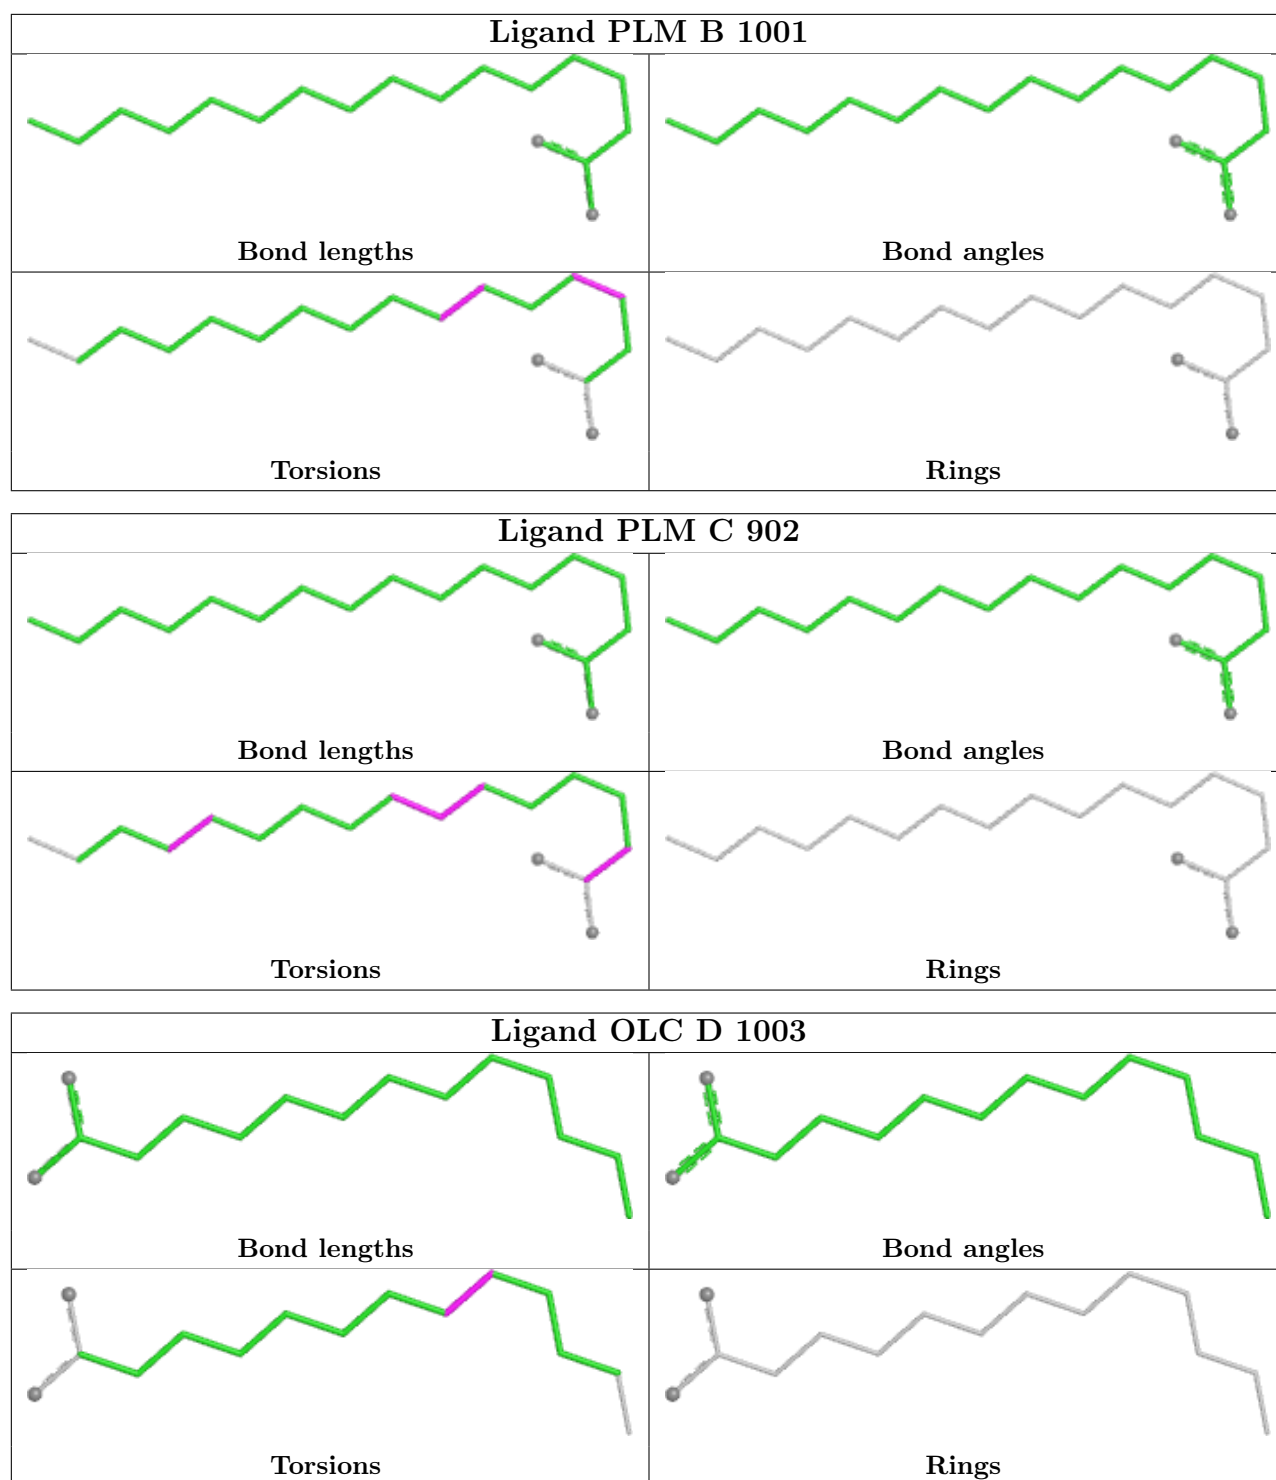 Ligand PLM B 1001
Bond lengths
Bond angles
Torsions
Rings
Ligand PLM C 902
Bond lengths
Bond angles
Torsions
Rings
Ligand OLC D 1003
Bond lengths
Bond angles
Torsions
Rings